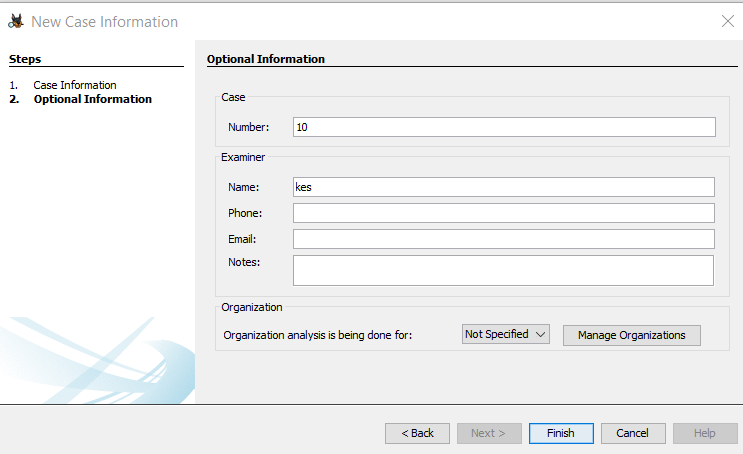 New Case Information
Steps
1. Case Information
2. Optional Information
Optional Information
Case
Number: 10
Examiner
Name: kes
Phone:
Email:
Notes:
Organization
Organization analysis is being done for: Not Specified Manage Organizations
< Back Next > Finish Cancel Help